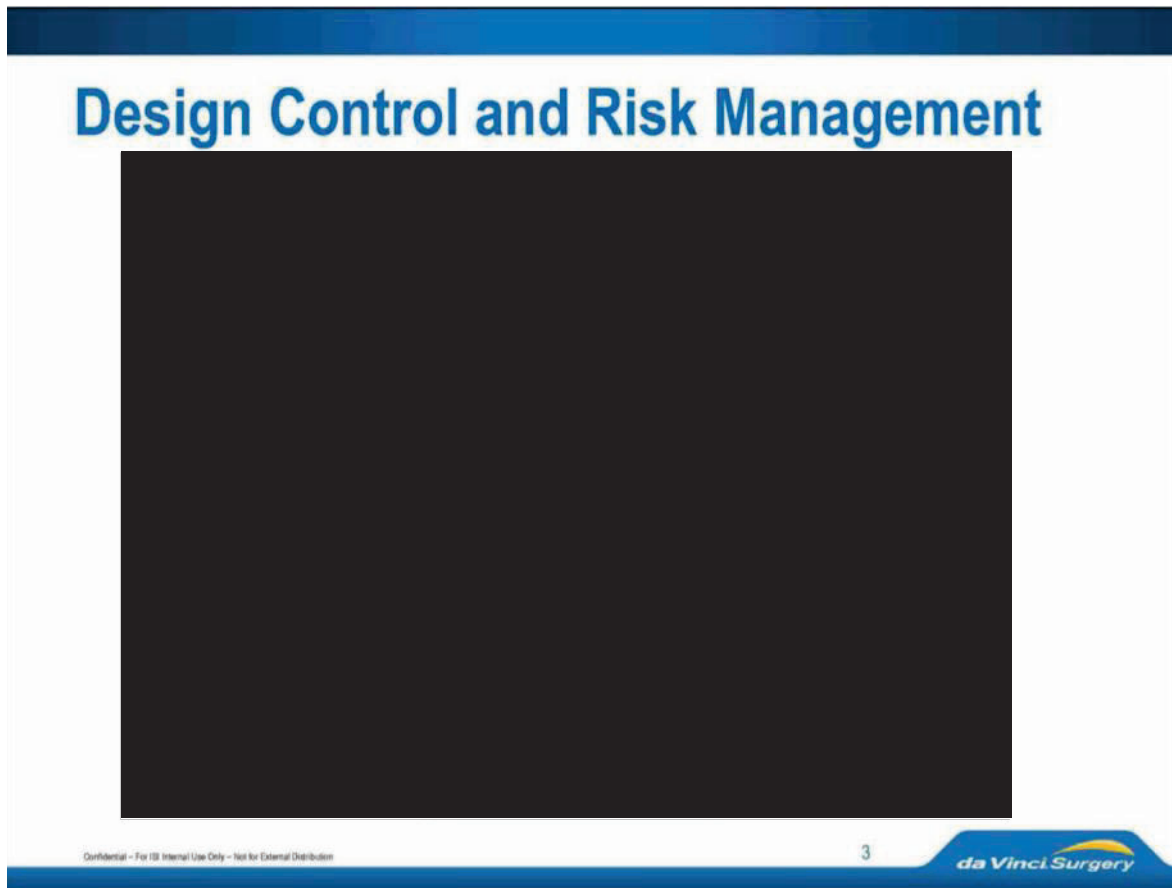 Design Control and Risk Management
Confidential – For ISI Internal Use Only – Not for External Distribution
3
da Vinci.Surgery